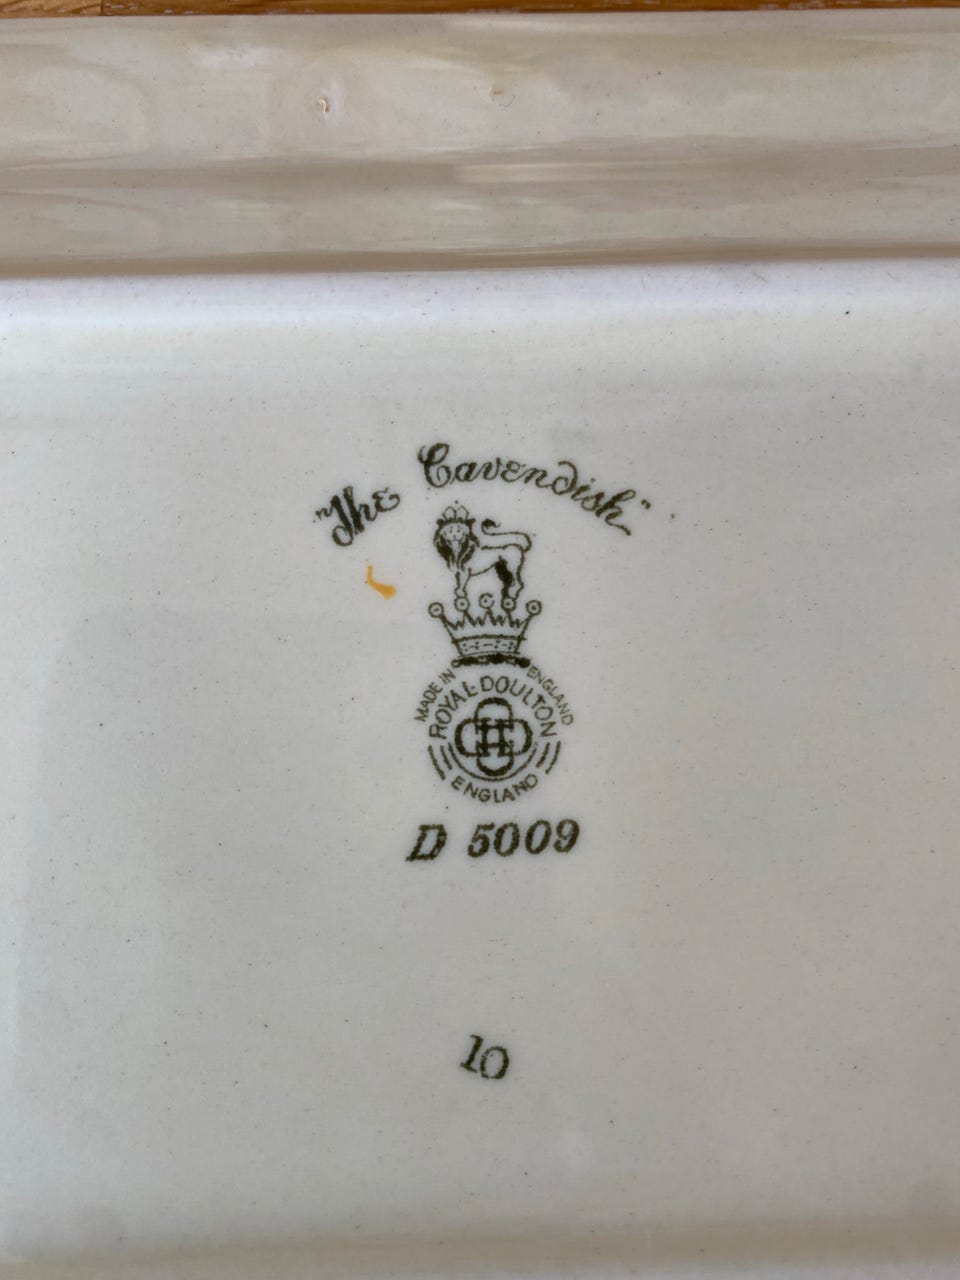 "The Cavendish"
MADE IN ENGLAND
ROYAL DOULTON
ENGLAND
D 5009
10